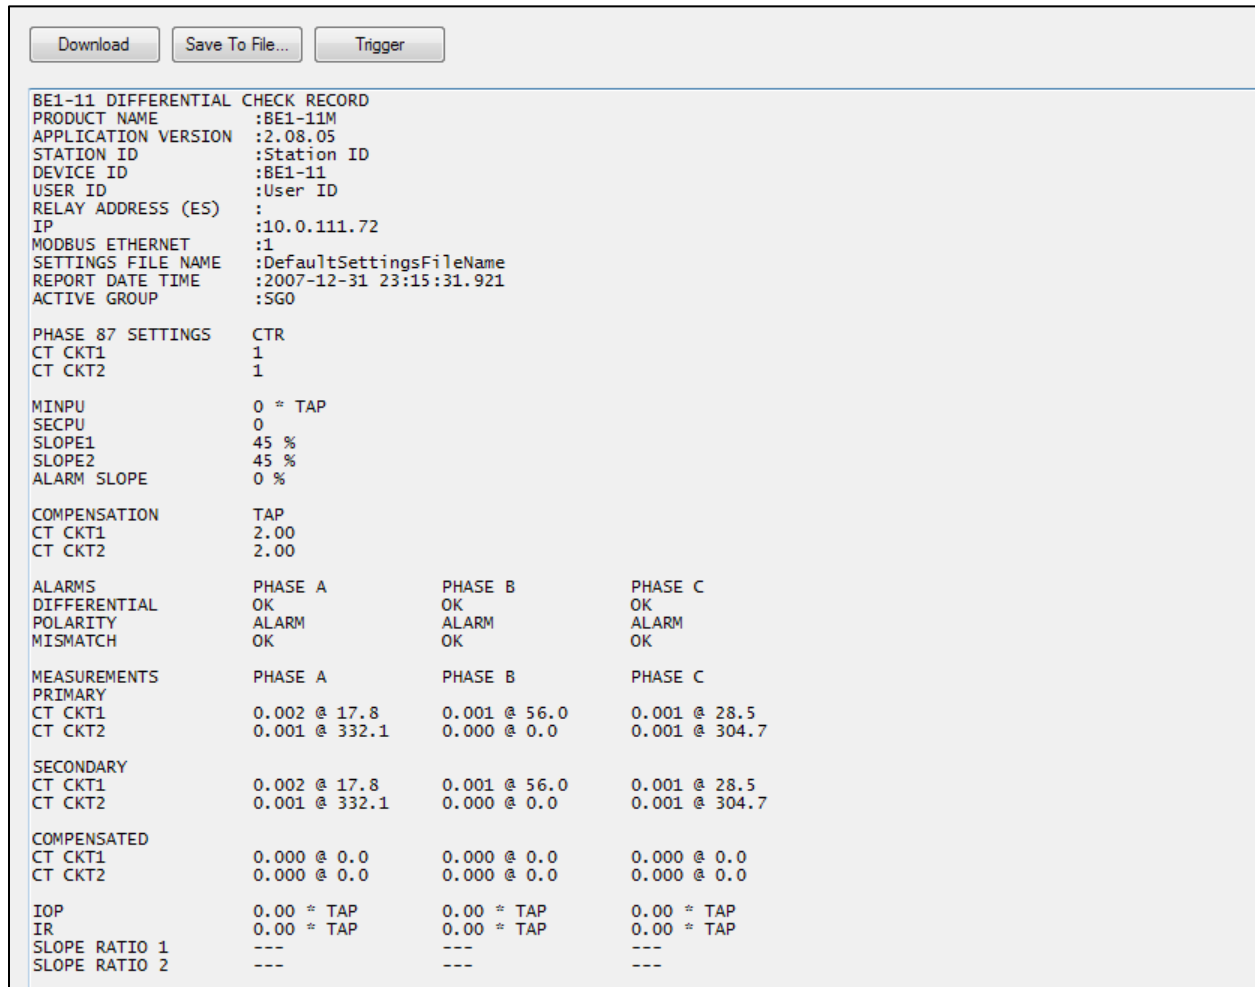 Download Save To File... Trigger
BE1-11 DIFFERENTIAL CHECK RECORD
PRODUCT NAME :BE1-11M
APPLICATION VERSION :2.08.05
STATION ID :Station ID
DEVICE ID :BE1-11
USER ID :User ID
RELAY ADDRESS (ES) :
IP :10.0.111.72
MODBUS ETHERNET :1
SETTINGS FILE NAME :DefaultSettingsFileName
REPORT DATE TIME :2007-12-31 23:15:31.921
ACTIVE GROUP :SG0
PHASE 87 SETTINGS CTR
CT CKT1 1
CT CKT2 1
MINPU 0 * TAP
SECPU 0
SLOPE1 45 %
SLOPE2 45 %
ALARM SLOPE 0 %
COMPENSATION TAP
CT CKT1 2.00
CT CKT2 2.00
ALARMS PHASE A PHASE B PHASE C
DIFFERENTIAL OK OK OK
POLARITY ALARM ALARM ALARM
MISMATCH OK OK OK
MEASUREMENTS PHASE A PHASE B PHASE C
PRIMARY
CT CKT1 0.002 @ 17.8 0.001 @ 56.0 0.001 @ 28.5
CT CKT2 0.001 @ 332.1 0.000 @ 0.0 0.001 @ 304.7
SECONDARY
CT CKT1 0.002 @ 17.8 0.001 @ 56.0 0.001 @ 28.5
CT CKT2 0.001 @ 332.1 0.000 @ 0.0 0.001 @ 304.7
COMPENSATED
CT CKT1 0.000 @ 0.0 0.000 @ 0.0 0.000 @ 0.0
CT CKT2 0.000 @ 0.0 0.000 @ 0.0 0.000 @ 0.0
IOP 0.00 * TAP 0.00 * TAP 0.00 * TAP
IR 0.00 * TAP 0.00 * TAP 0.00 * TAP
SLOPE RATIO 1 --- --- ---
SLOPE RATIO 2 --- --- ---